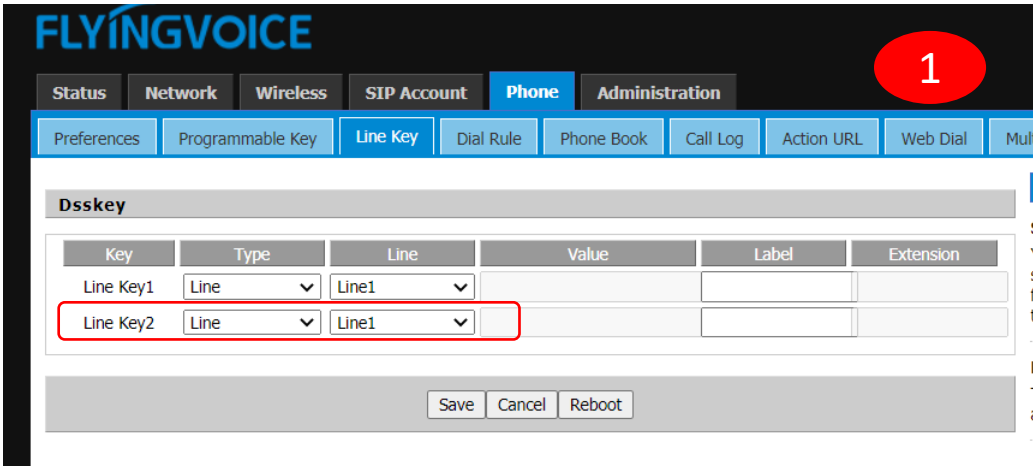 FLYINGVOICE
1
Status Network Wireless SIP Account Phone Administration
Preferences Programmable Key Line Key Dial Rule Phone Book Call Log Action URL Web Dial
Dsskey
Key Type Line Value Label Extension
Line Key1 Line Line1
Line Key2 Line Line1
Save Cancel Reboot